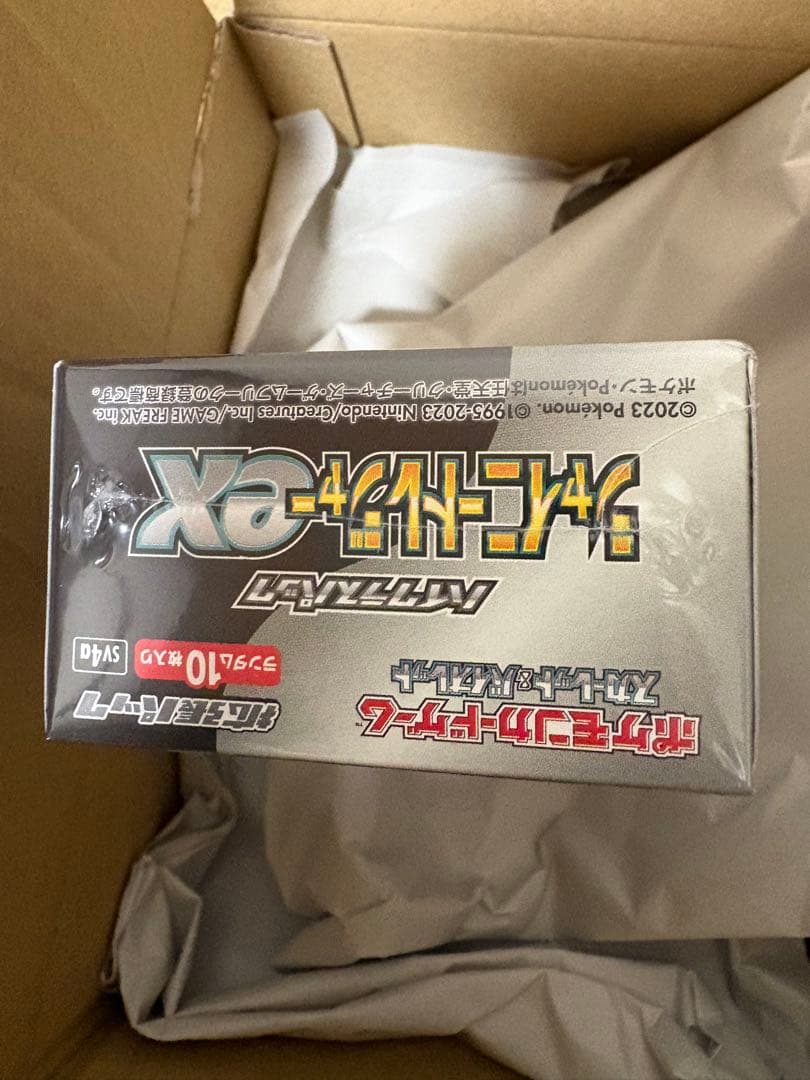 ポケモンカードゲーム™
スカーレット&バイオレット
拡張パック
ランダム10枚入り
SV4a
ハイクラスパック
シャイニートレジャーex
©2023 Pokémon. ©1995-2023 Nintendo/Creatures Inc./GAME FREAK inc.
ポケモン・Pokémonは任天堂・クリーチャーズ・ゲームフリークの登録商標です。